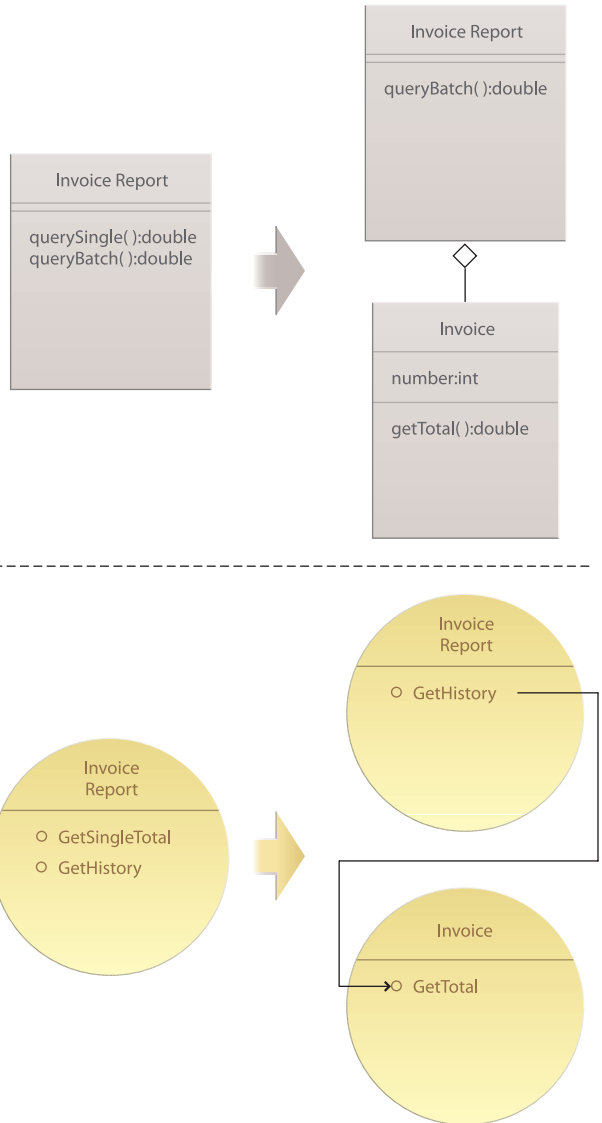 Invoice Report
querySingle( ):double
queryBatch( ):double
Invoice Report
queryBatch( ):double
Invoice
number:int
getTotal( ):double
Invoice
Report
GetSingleTotal
GetHistory
Invoice
Report
GetHistory
Invoice
GetTotal